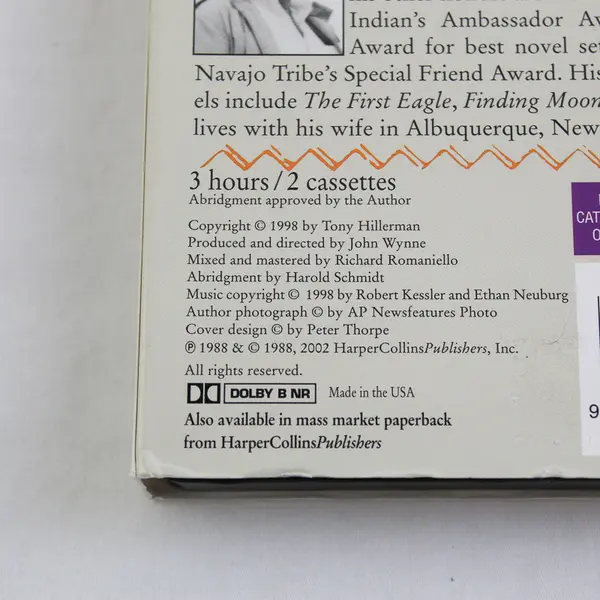 Indian's Ambassador
Award for best novel
Navajo Tribe's Special Friend Award. His
els include The First Eagle, Finding Moon
lives with his wife in Albuquerque, New
3 hours / 2 cassettes
Abridgment approved by the Author
Copyright © 1998 by Tony Hillerman
Produced and directed by John Wynne
Mixed and mastered by Richard Romaniello
Abridgment by Harold Schmidt
Music copyright © 1998 by Robert Kessler and Ethan Neuburg
Author photograph © by AP Newsfeatures Photo
Cover design © by Peter Thorpe
℗ 1988 & © 1988, 2002 HarperCollinsPublishers, Inc.
All rights reserved.
DOLBY B NR Made in the USA
Also available in mass market paperback
from HarperCollinsPublishers
CAT
9